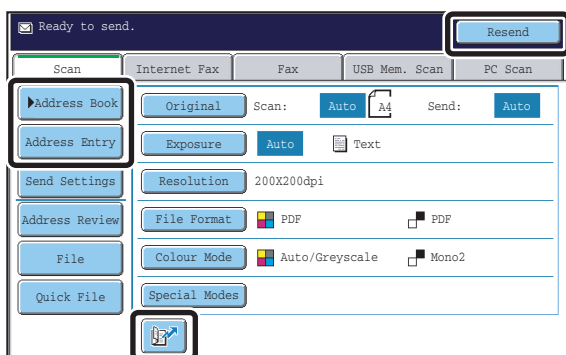 Ready to send.
Resend
Scan Internet Fax Fax USB Mem. Scan PC Scan
Address Book Original Scan: Auto A4 Send: Auto
Address Entry Exposure Auto Text
Send Settings Resolution 200X200dpi
Address Review File Format PDF PDF
File Colour Mode Auto/Greyscale Mono2
Quick File Special Modes